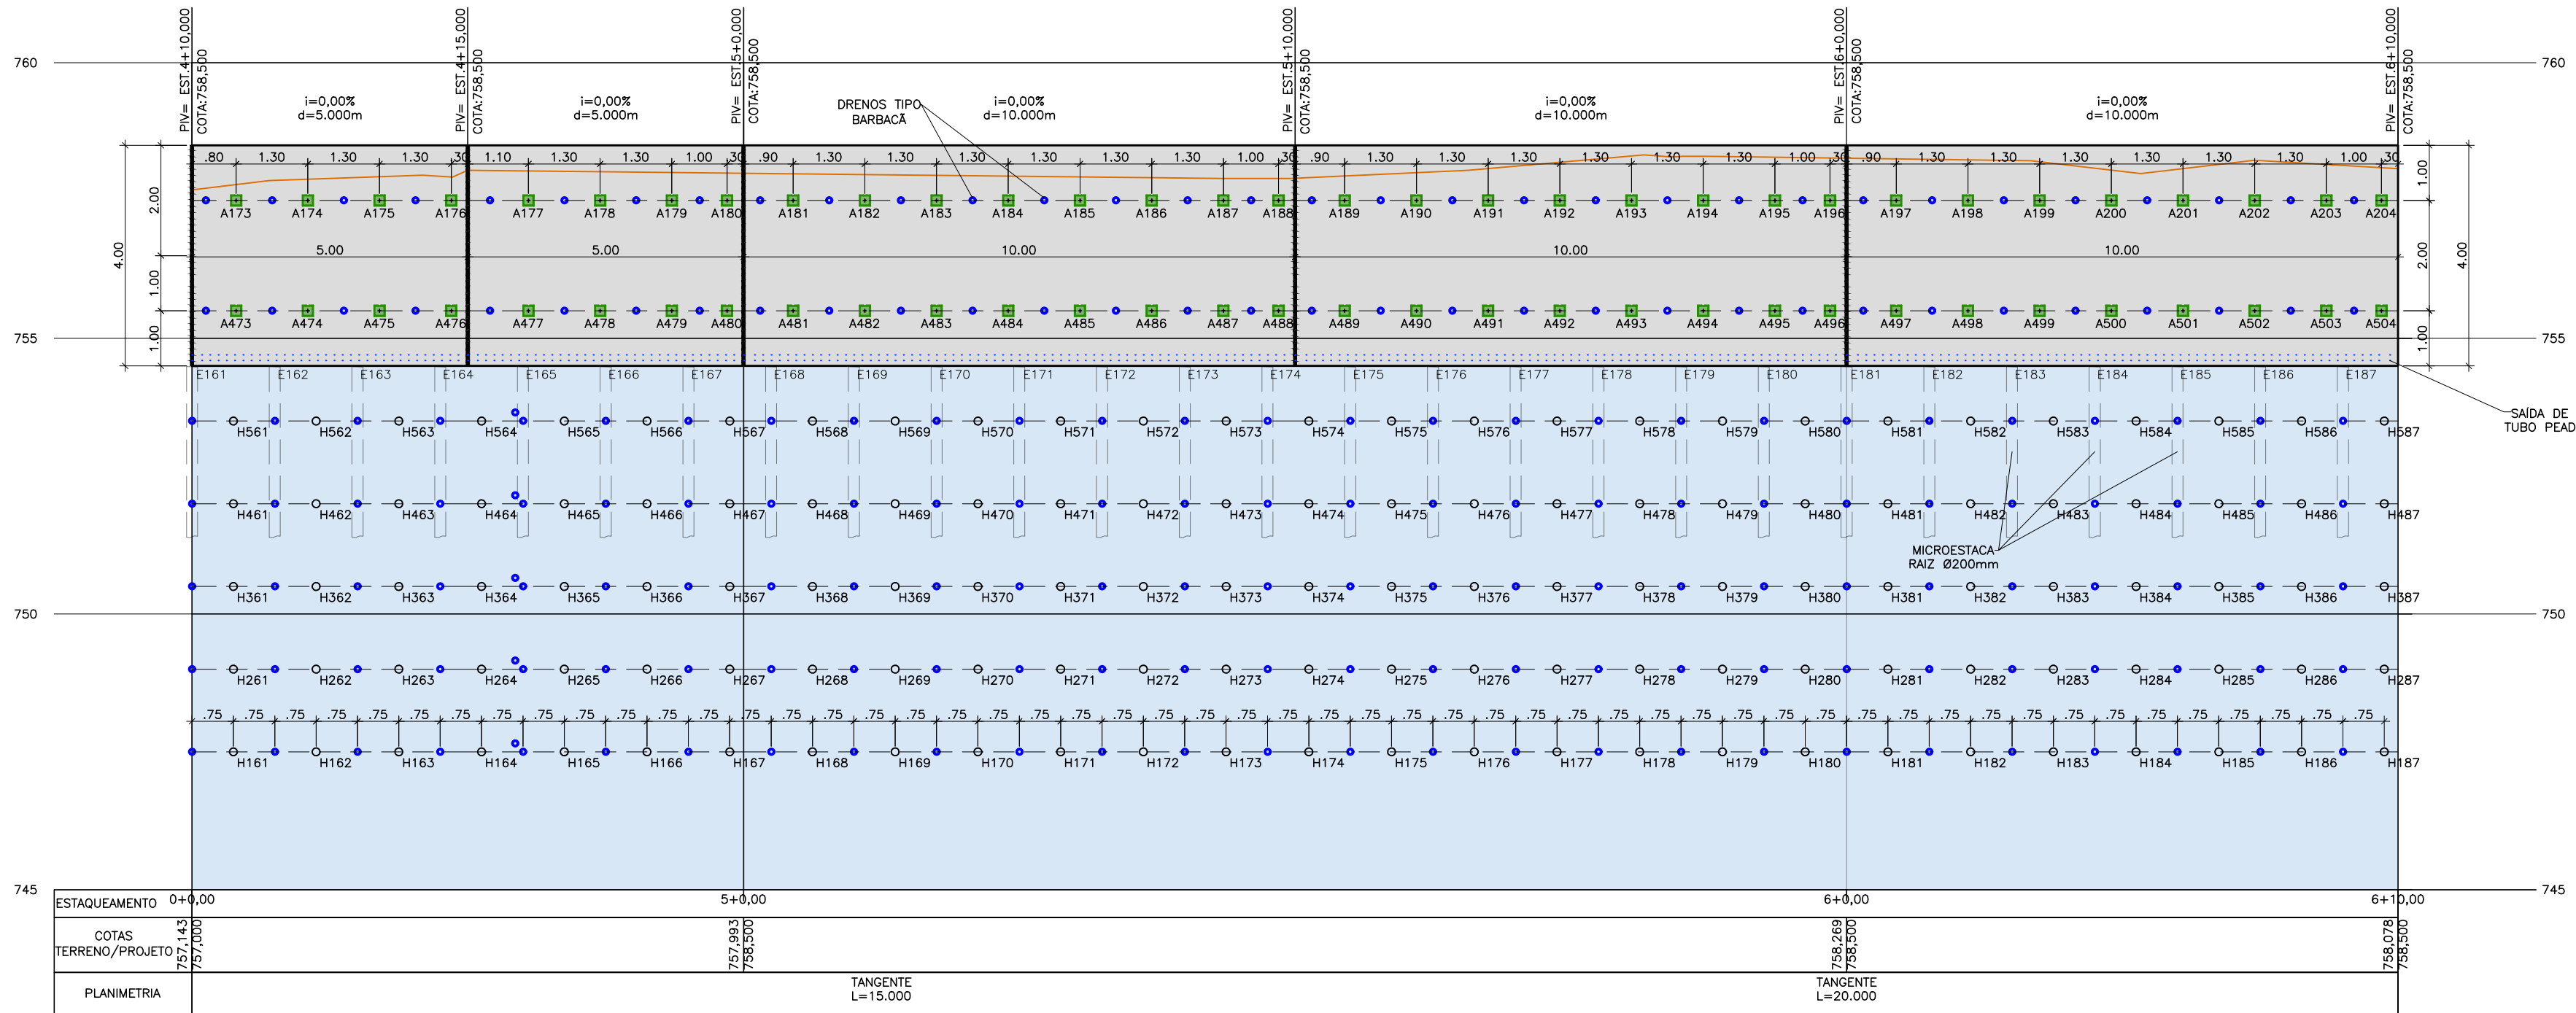 PIV= EST.4+10,000
COTA:758,500
PIV= EST.4+15,000
COTA:758,500
PIV= EST.5+0,000
COTA:758,500
PIV= EST.5+10,000
COTA:758,500
PIV= EST.6+0,000
COTA:758,500
PIV= EST.6+10,000
COTA:758,500
760 760
i=0,00% i=0,00% i=0,00% i=0,00% i=0,00%
d=5.000m d=5.000m d=10.000m d=10.000m d=10.000m
DRENOS TIPO
BARBACÃ
.80 1.30 1.30 1.30 .30 1.10 1.30 1.30 1.00 .30 .90 1.30 1.30 1.30 1.30 1.30 1.30 1.00 .30 .90 1.30 1.30 1.30 1.30 1.30 1.30 1.00 .30 .90 1.30 1.30 1.30 1.30 1.30 1.30 1.00 .30
A173 A174 A175 A176 A177 A178 A179 A180 A181 A182 A183 A184 A185 A186 A187 A188 A189 A190 A191 A192 A193 A194 A195 A196 A197 A198 A199 A200 A201 A202 A203 A204
4.00 2.00 1.00 1.00
5.00 5.00 10.00 10.00 10.00
1.00 2.00 1.00 4.00
A473 A474 A475 A476 A477 A478 A479 A480 A481 A482 A483 A484 A485 A486 A487 A488 A489 A490 A491 A492 A493 A494 A495 A496 A497 A498 A499 A500 A501 A502 A503 A504
755 755
E161 E162 E163 E164 E165 E166 E167 E168 E169 E170 E171 E172 E173 E174 E175 E176 E177 E178 E179 E180 E181 E182 E183 E184 E185 E186 E187
SAÍDA DE
TUBO PEAD
H561 H562 H563 H564 H565 H566 H567 H568 H569 H570 H571 H572 H573 H574 H575 H576 H577 H578 H579 H580 H581 H582 H583 H584 H585 H586 H587
H461 H462 H463 H464 H465 H466 H467 H468 H469 H470 H471 H472 H473 H474 H475 H476 H477 H478 H479 H480 H481 H482 H483 H484 H485 H486 H487
MICROESTACA
RAIZ Ø200mm
H361 H362 H363 H364 H365 H366 H367 H368 H369 H370 H371 H372 H373 H374 H375 H376 H377 H378 H379 H380 H381 H382 H383 H384 H385 H386 H387
750 750
H261 H262 H263 H264 H265 H266 H267 H268 H269 H270 H271 H272 H273 H274 H275 H276 H277 H278 H279 H280 H281 H282 H283 H284 H285 H286 H287
.75 .75 .75 .75 .75 .75 .75 .75 .75 .75 .75 .75 .75 .75 .75 .75 .75 .75 .75 .75 .75 .75 .75 .75 .75 .75 .75 .75 .75 .75 .75 .75 .75 .75 .75 .75 .75 .75 .75 .75 .75 .75 .75 .75 .75 .75 .75 .75 .75 .75 .75 .75 .75
H161 H162 H163 H164 H165 H166 H167 H168 H169 H170 H171 H172 H173 H174 H175 H176 H177 H178 H179 H180 H181 H182 H183 H184 H185 H186 H187
745 745
ESTAQUEAMENTO 0+0,00 5+0,00 6+0,00 6+10,00
COTAS
TERRENO/PROJETO
757,143
757,000
757,993
758,500
758,269
758,500
758,078
758,500
PLANIMETRIA
TANGENTE
L=15.000
TANGENTE
L=20.000